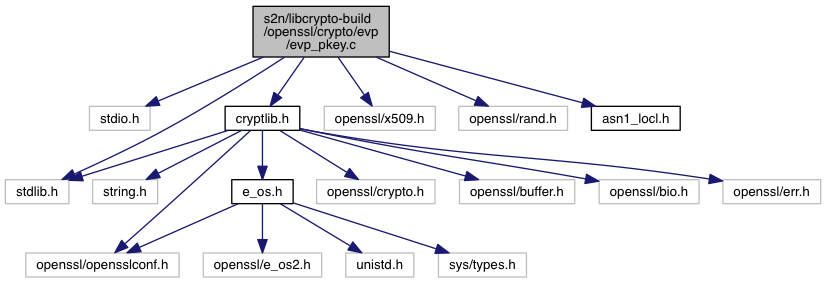 s2n/libcrypto-build
/openssl/crypto/evp
/evp_pkey.c
stdio.h
cryptlib.h
openssl/x509.h
openssl/rand.h
asn1_locl.h
stdlib.h
string.h
e_os.h
openssl/crypto.h
openssl/buffer.h
openssl/bio.h
openssl/err.h
openssl/opensslconf.h
openssl/e_os2.h
unistd.h
sys/types.h